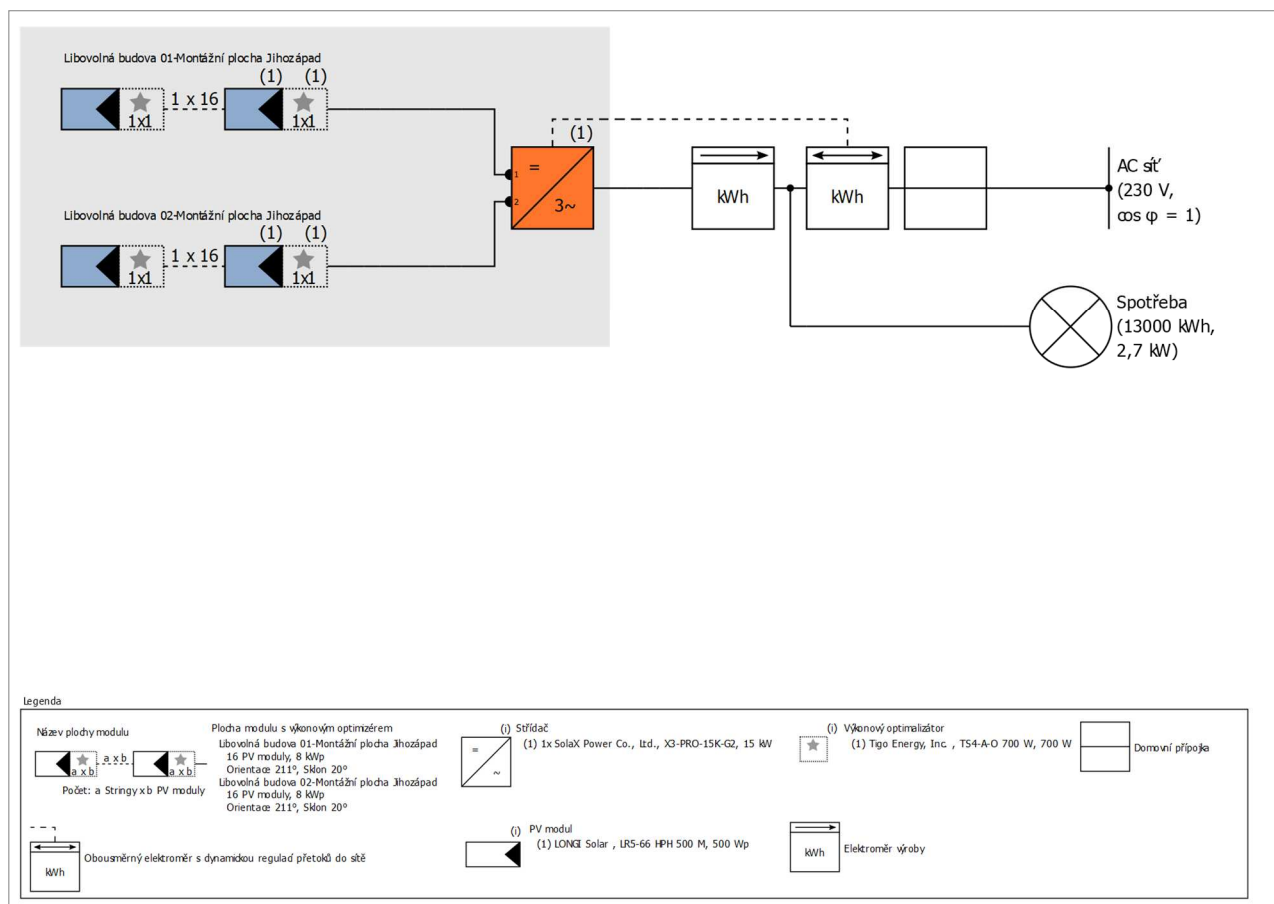 Libovolná budova 01-Montážní plocha Jihozápad
(1) (1)
1 x 16
1x1 1x1
(1)
1
=
2
3~
kWh
kWh
AC síť
(230 V,
cos φ = 1)
Libovolná budova 02-Montážní plocha Jihozápad
(1) (1)
1 x 16
1x1 1x1
Spotřeba
(13000 kWh,
2,7 kW)
Legenda
Název plochy modulu
a x b
a x b a x b
Počet: a Stringy x b PV moduly
Plocha modulu s výkonovým optimizérem
Libovolná budova 01-Montážní plocha Jihozápad
16 PV moduly, 8 kWp
Orientace 211º, Sklon 20º
Libovolná budova 02-Montážní plocha Jihozápad
16 PV moduly, 8 kWp
Orientace 211º, Sklon 20º
=
~
(i) Střídač
(1) 1x SolaX Power Co., Ltd., X3-PRO-15K-G2, 15 kW
(i) Výkonový optimalizátor
(1) Tigo Energy, Inc. , TS4-A-O 700 W, 700 W
Domovní přípojka
kWh
Obousměrný elektroměr s dynamickou regulací přetoků do sítě
(i) PV modul
(1) LONGI Solar , LR5-66 HPH 500 M, 500 Wp
kWh
Elektroměr výroby